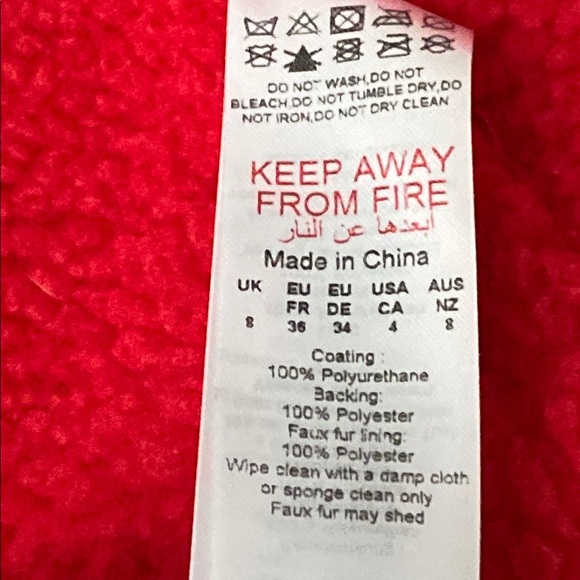 DO NOT WASH,DO NOT
BLEACH,DO NOT TUMBLE DRY,DO
NOT IRON,DO NOT DRY CLEAN
KEEP AWAY
FROM FIRE
أبعدها عن النار
Made in China
UK EU EU USA AUS
FR DE CA NZ
8 36 34 4 8
Coating :
100% Polyurethane
Backing:
100% Polyester
Faux fur lining:
100% Polyester
Wipe clean with a damp cloth
or sponge clean only
Faux fur may shed